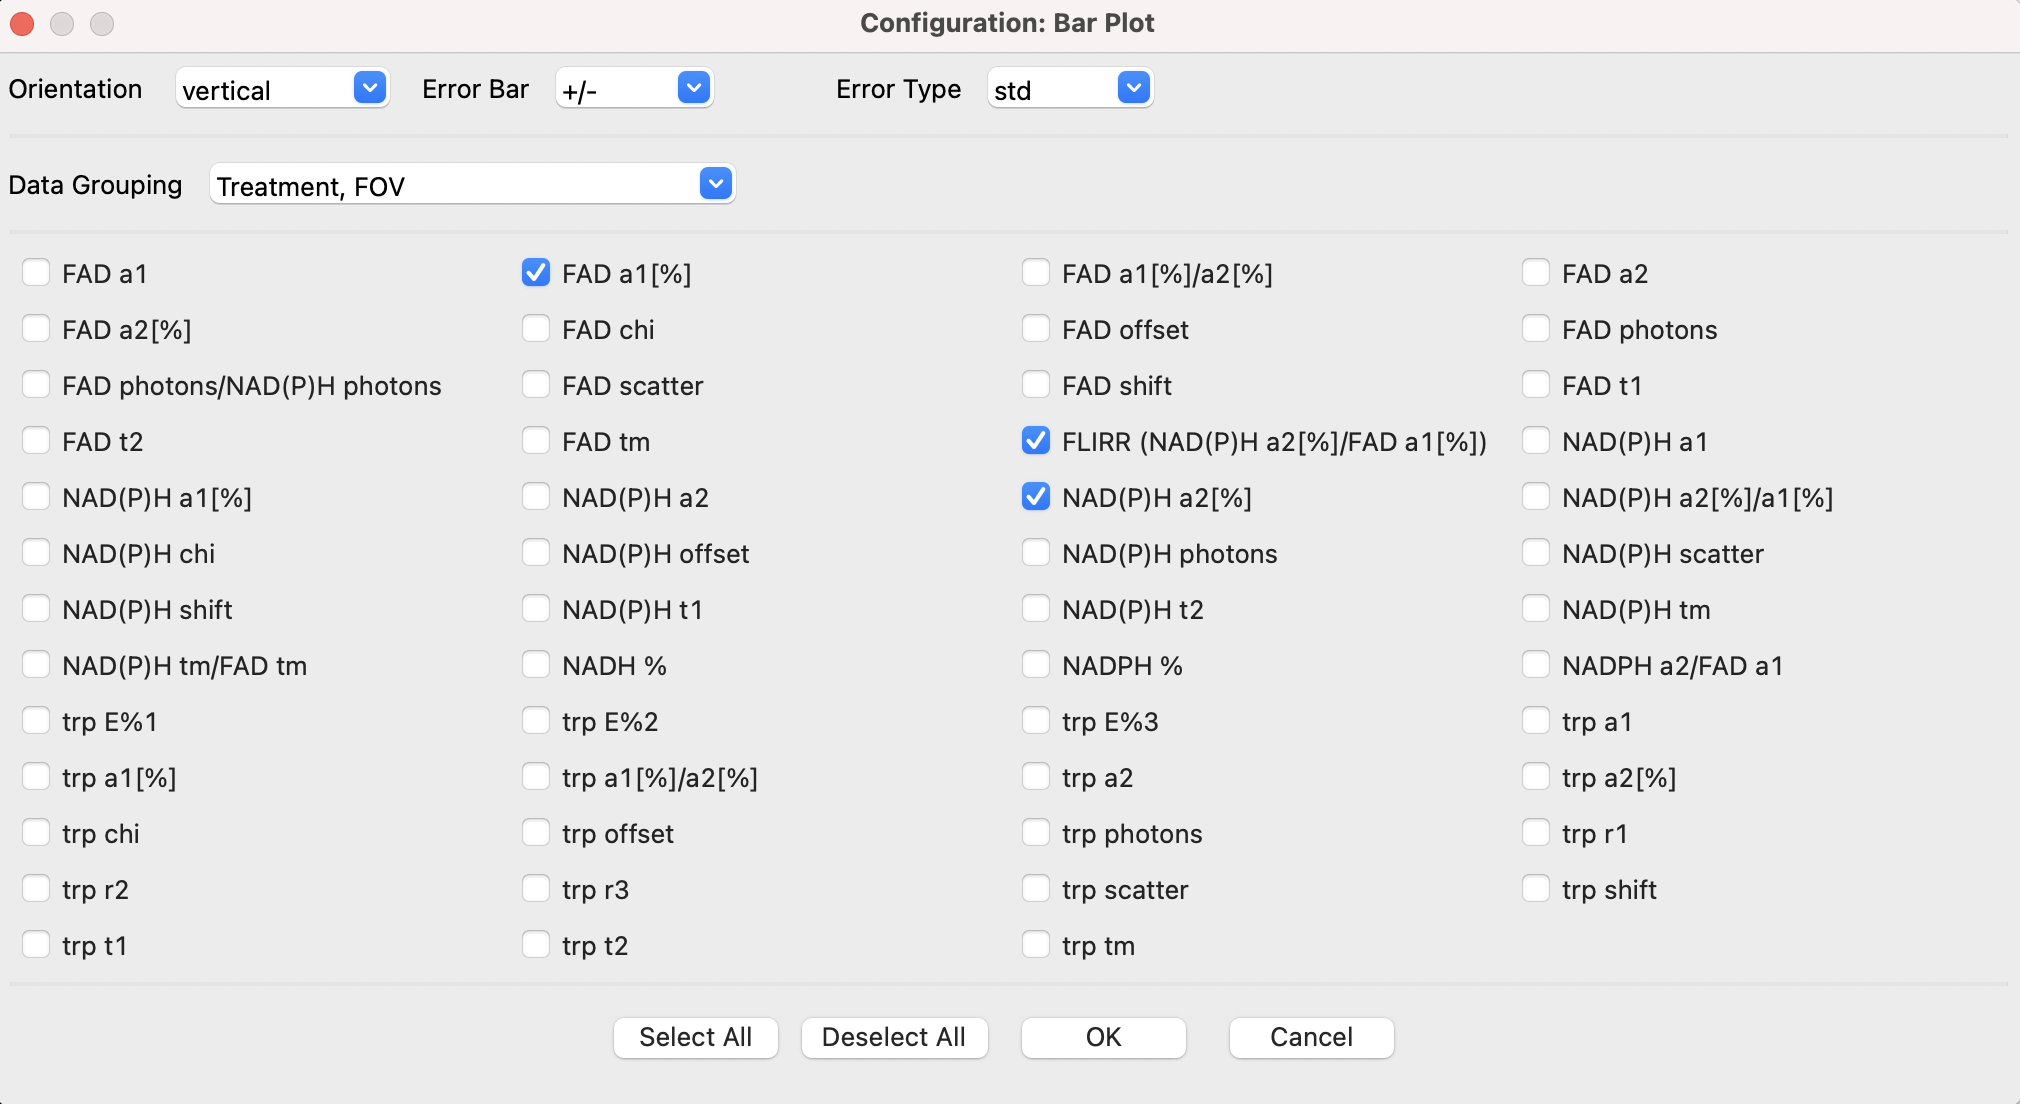 Configuration: Bar Plot
Orientation vertical Error Bar +/- Error Type std
Data Grouping Treatment, FOV
FAD a1 FAD a1[%] FAD a1[%]/a2[%] FAD a2
FAD a2[%] FAD chi FAD offset FAD photons
FAD photons/NAD(P)H photons FAD scatter FAD shift FAD t1
FAD t2 FAD tm FLIRR (NAD(P)H a2[%]/FAD a1[%]) NAD(P)H a1
NAD(P)H a1[%] NAD(P)H a2 NAD(P)H a2[%] NAD(P)H a2[%]/a1[%]
NAD(P)H chi NAD(P)H offset NAD(P)H photons NAD(P)H scatter
NAD(P)H shift NAD(P)H t1 NAD(P)H t2 NAD(P)H tm
NAD(P)H tm/FAD tm NADH % NADPH % NADPH a2/FAD a1
trp E%1 trp E%2 trp E%3 trp a1
trp a1[%] trp a1[%]/a2[%] trp a2 trp a2[%]
trp chi trp offset trp photons trp r1
trp r2 trp r3 trp scatter trp shift
trp t1 trp t2 trp tm
Select All Deselect All OK Cancel